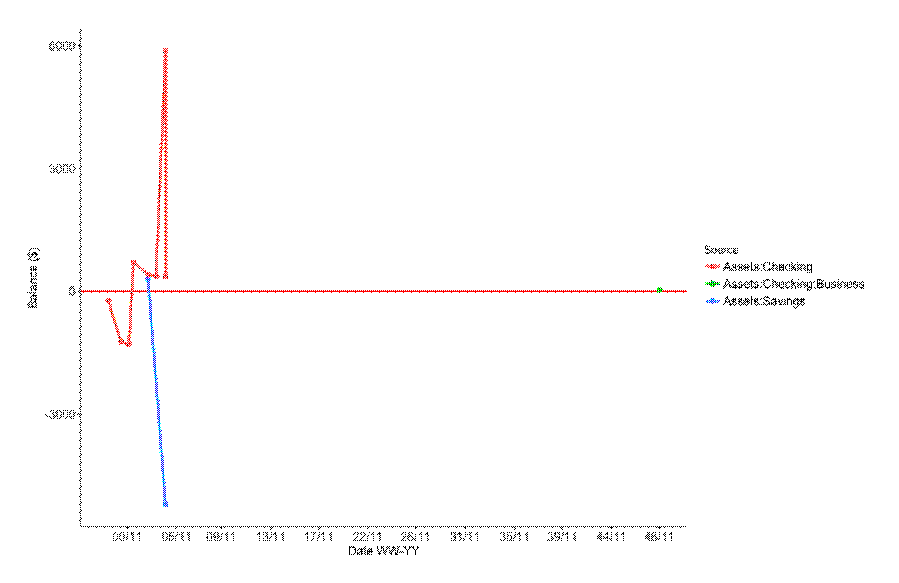 6000
3000
0
-3000
Balance ($)
00/11 05/11 09/11 13/11 17/11 22/11 26/11 31/11 35/11 39/11 44/11 48/11
Date WW-YY
Source
Assets:Checking
Assets:Checking:Business
Assets:Savings